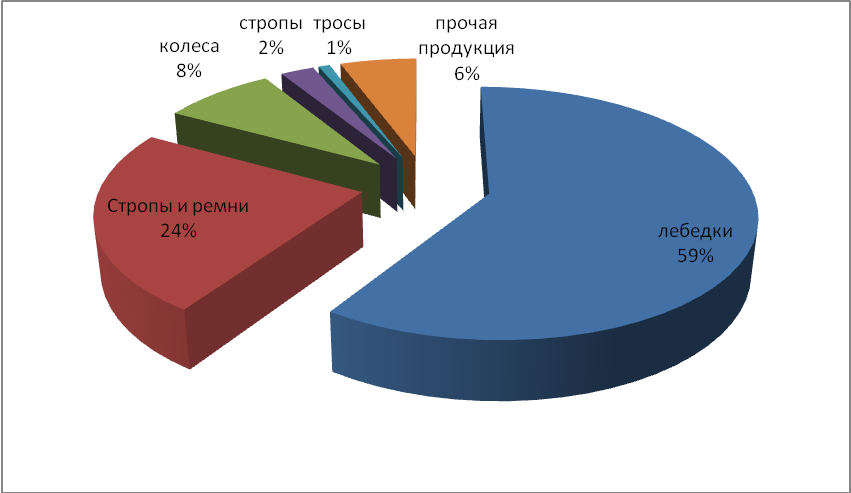 стропы
2%
тросы
1%
прочая
продукция
6%
колеса
8%
Стропы и ремни
24%
лебедки
59%